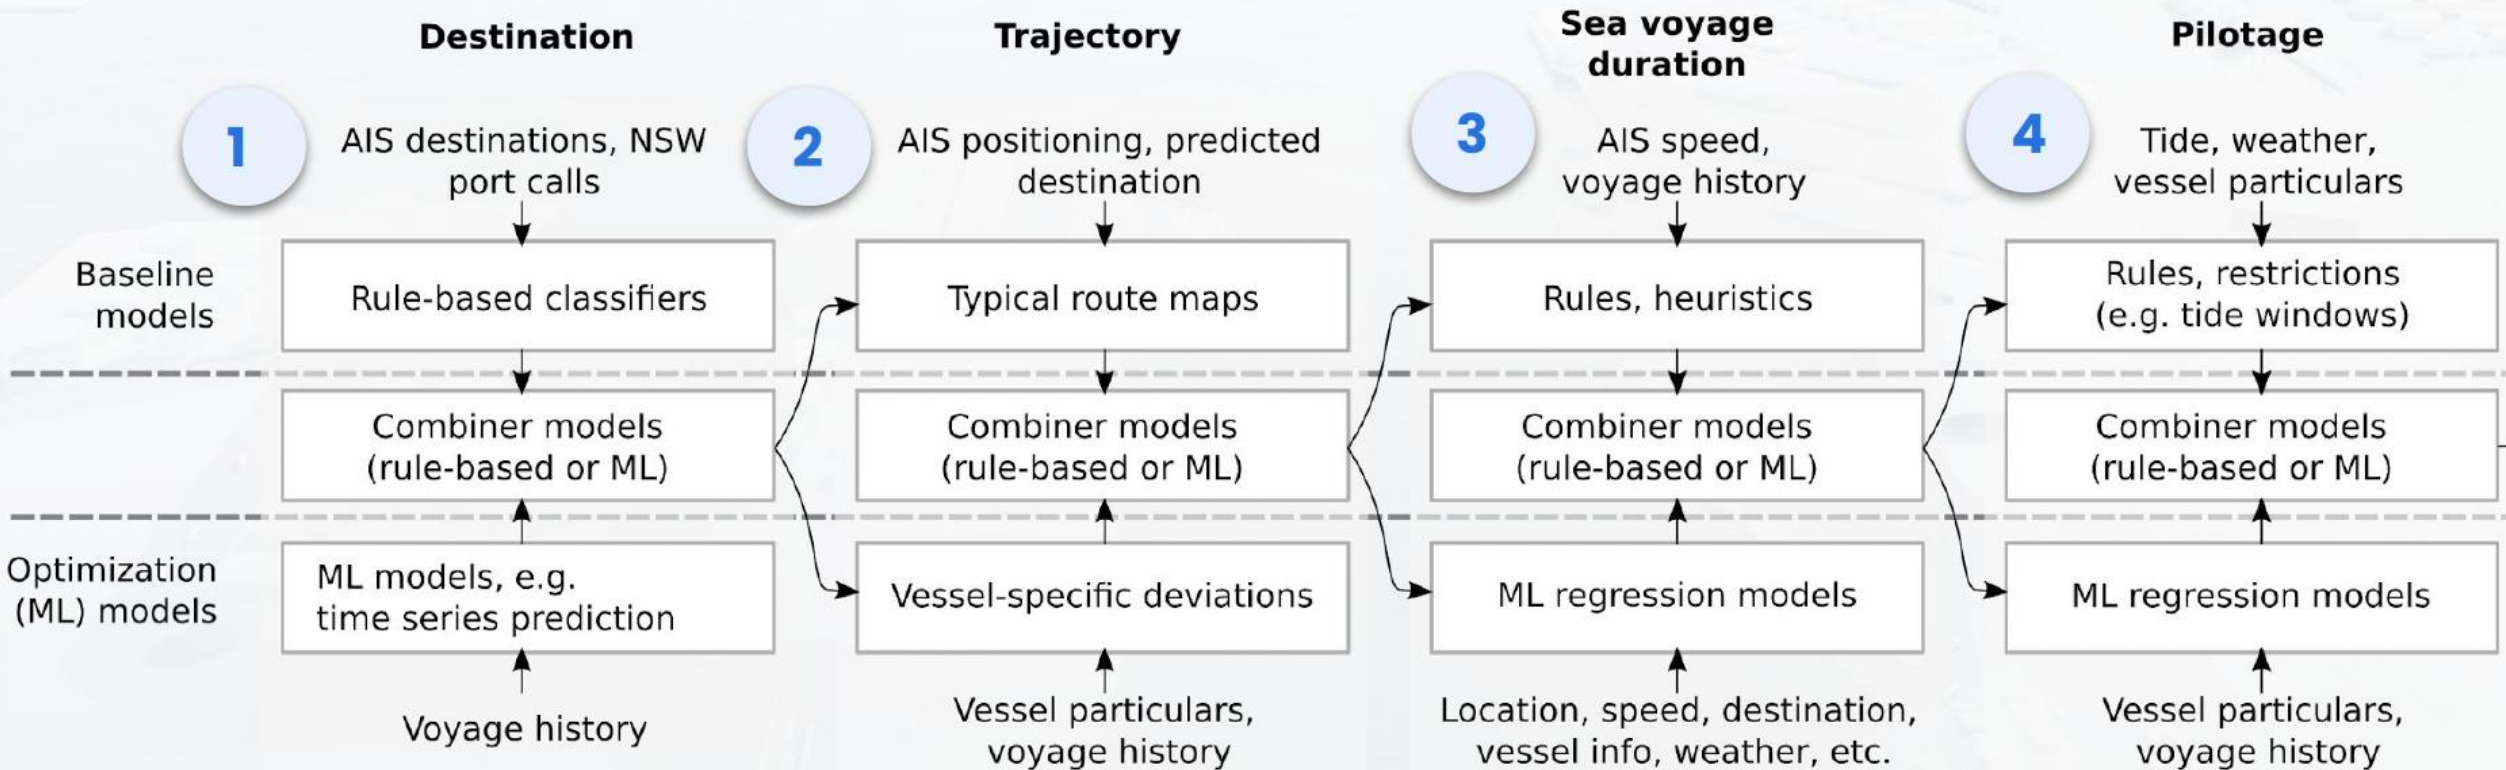 Destination
Trajectory
Sea voyage
duration
Pilotage
1
AIS destinations, NSW
port calls
2
AIS positioning, predicted
destination
3
AIS speed,
voyage history
4
Tide, weather,
vessel particulars
Baseline
models
Rule-based classifiers
Typical route maps
Rules, heuristics
Rules, restrictions
(e.g. tide windows)
Combiner models
(rule-based or ML)
Combiner models
(rule-based or ML)
Combiner models
(rule-based or ML)
Combiner models
(rule-based or ML)
Optimization
(ML) models
ML models, e.g.
time series prediction
Vessel-specific deviations
ML regression models
ML regression models
Voyage history
Vessel particulars,
voyage history
Location, speed, destination,
vessel info, weather, etc.
Vessel particulars,
voyage history